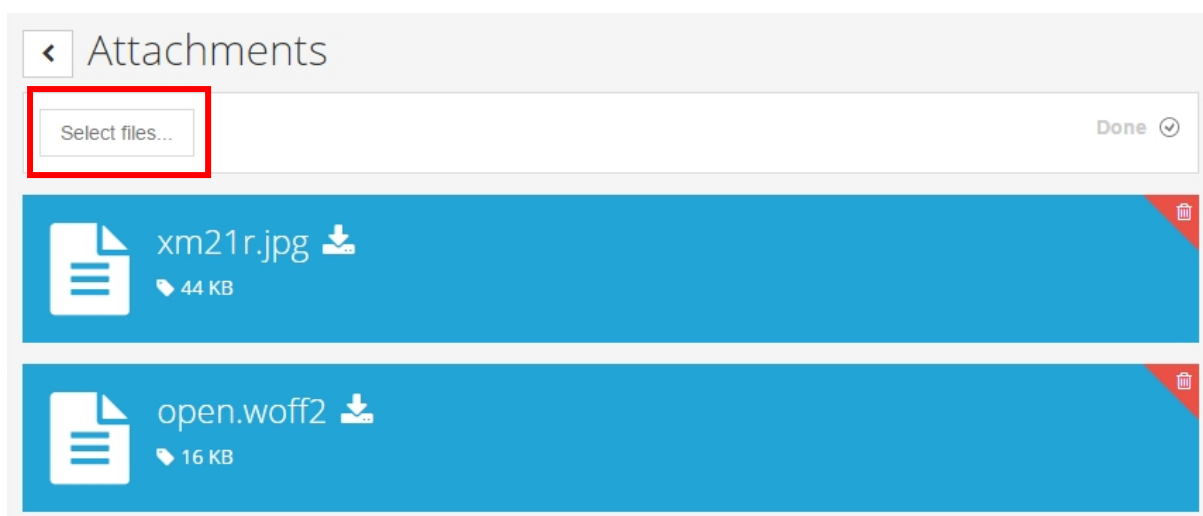 Attachments
Select files...
Done
xm21r.jpg
44 KB
open.woff2
16 KB